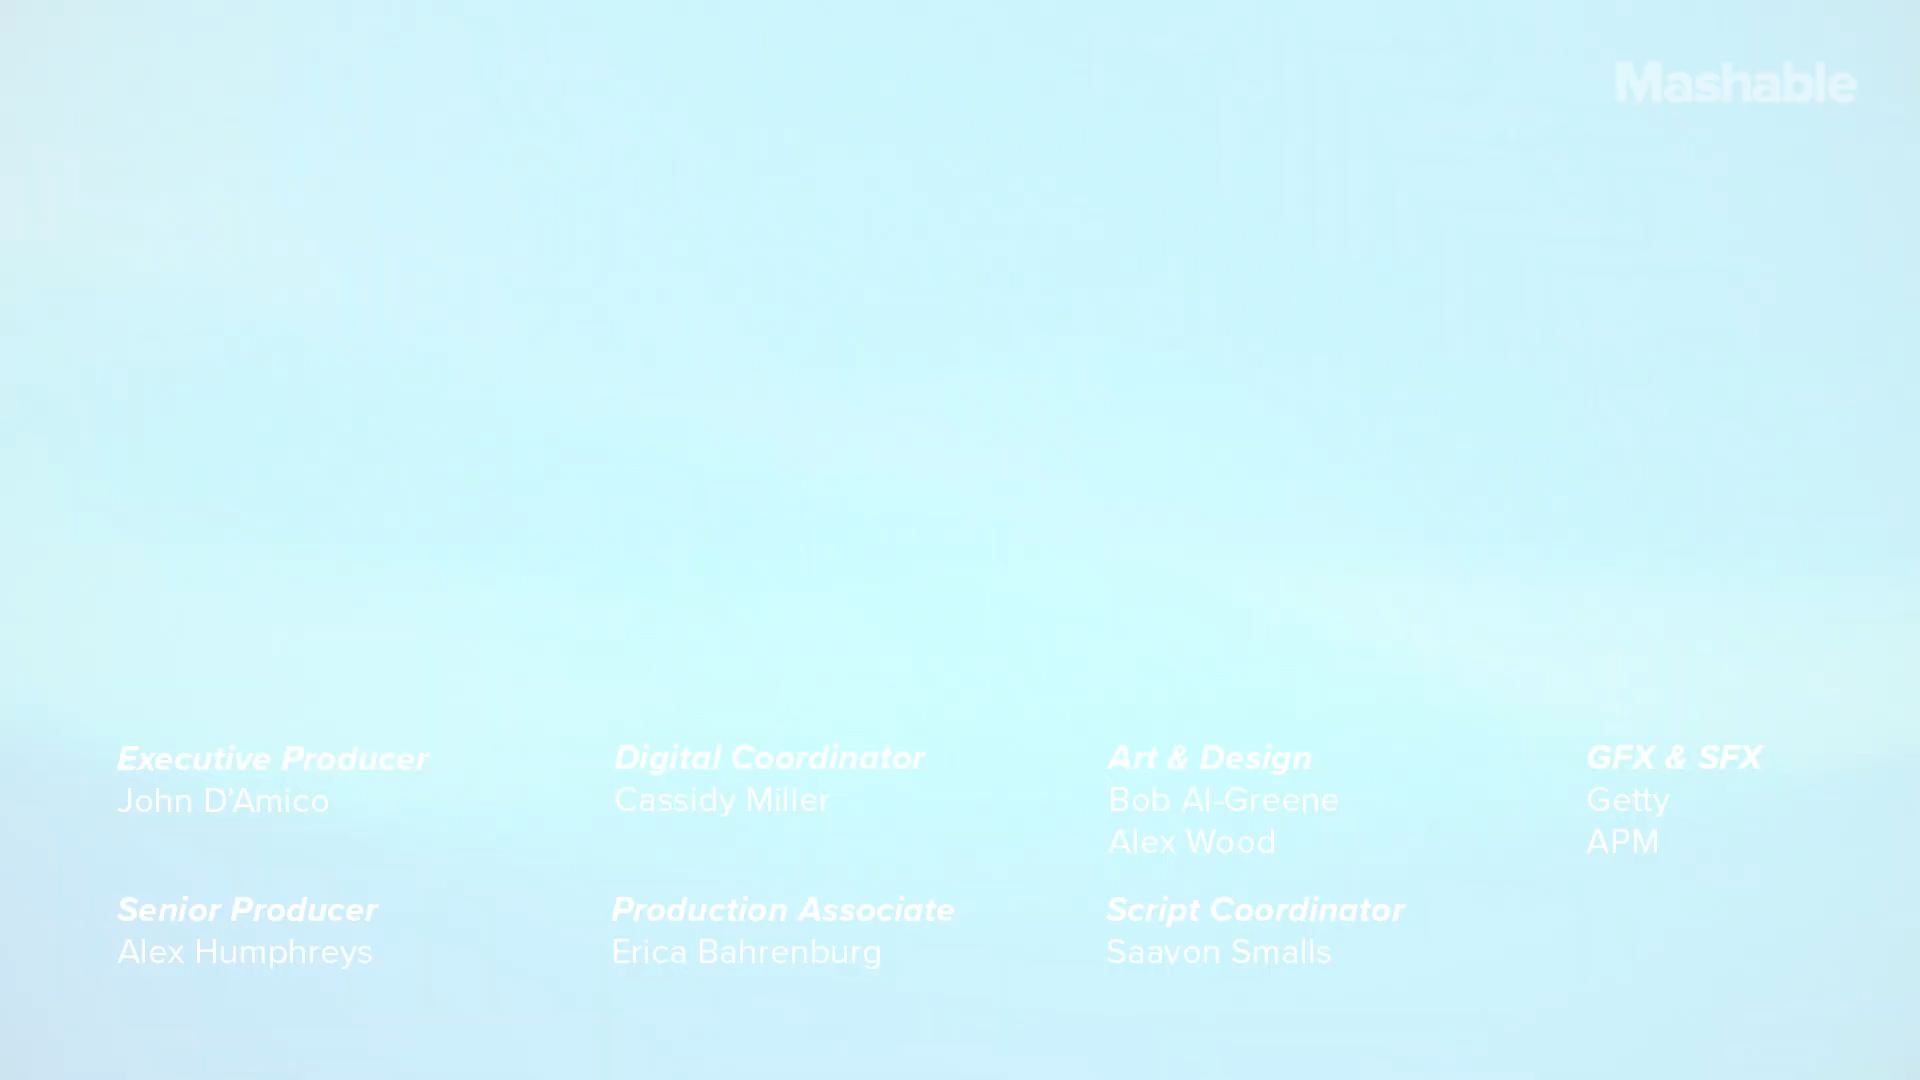 Mashable
Executive Producer
John D'Amico
Digital Coordinator
Cassidy Miller
Art & Design
Bob Al-Greene
Alex Wood
GFX & SFX
Getty
APM
Senior Producer
Alex Humphreys
Production Associate
Erica Bahrenburg
Script Coordinator
Saavon Smalls